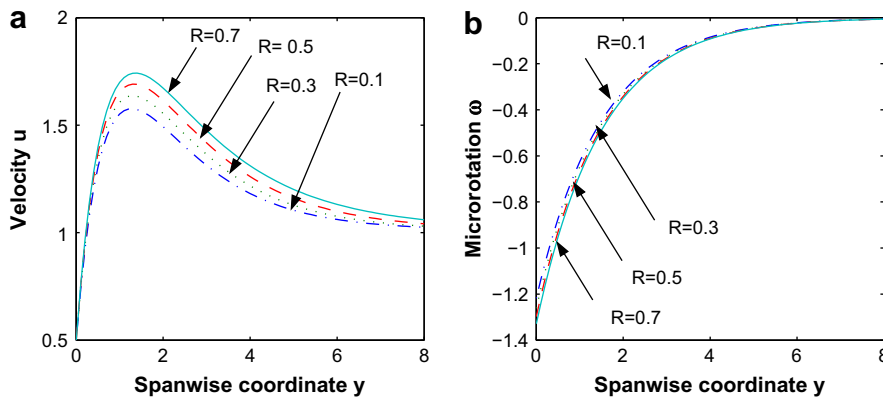 a
2
1.5
1
0.5
Velocity u
R=0.7
R= 0.5
R=0.3
R=0.1
0
2
4
6
8
Spanwise coordinate y
b
0
−0.2
−0.4
−0.6
−0.8
−1
−1.2
−1.4
Microrotation ω
R=0.1
R=0.3
R=0.5
R=0.7
0
2
4
6
8
Spanwise coordinate y